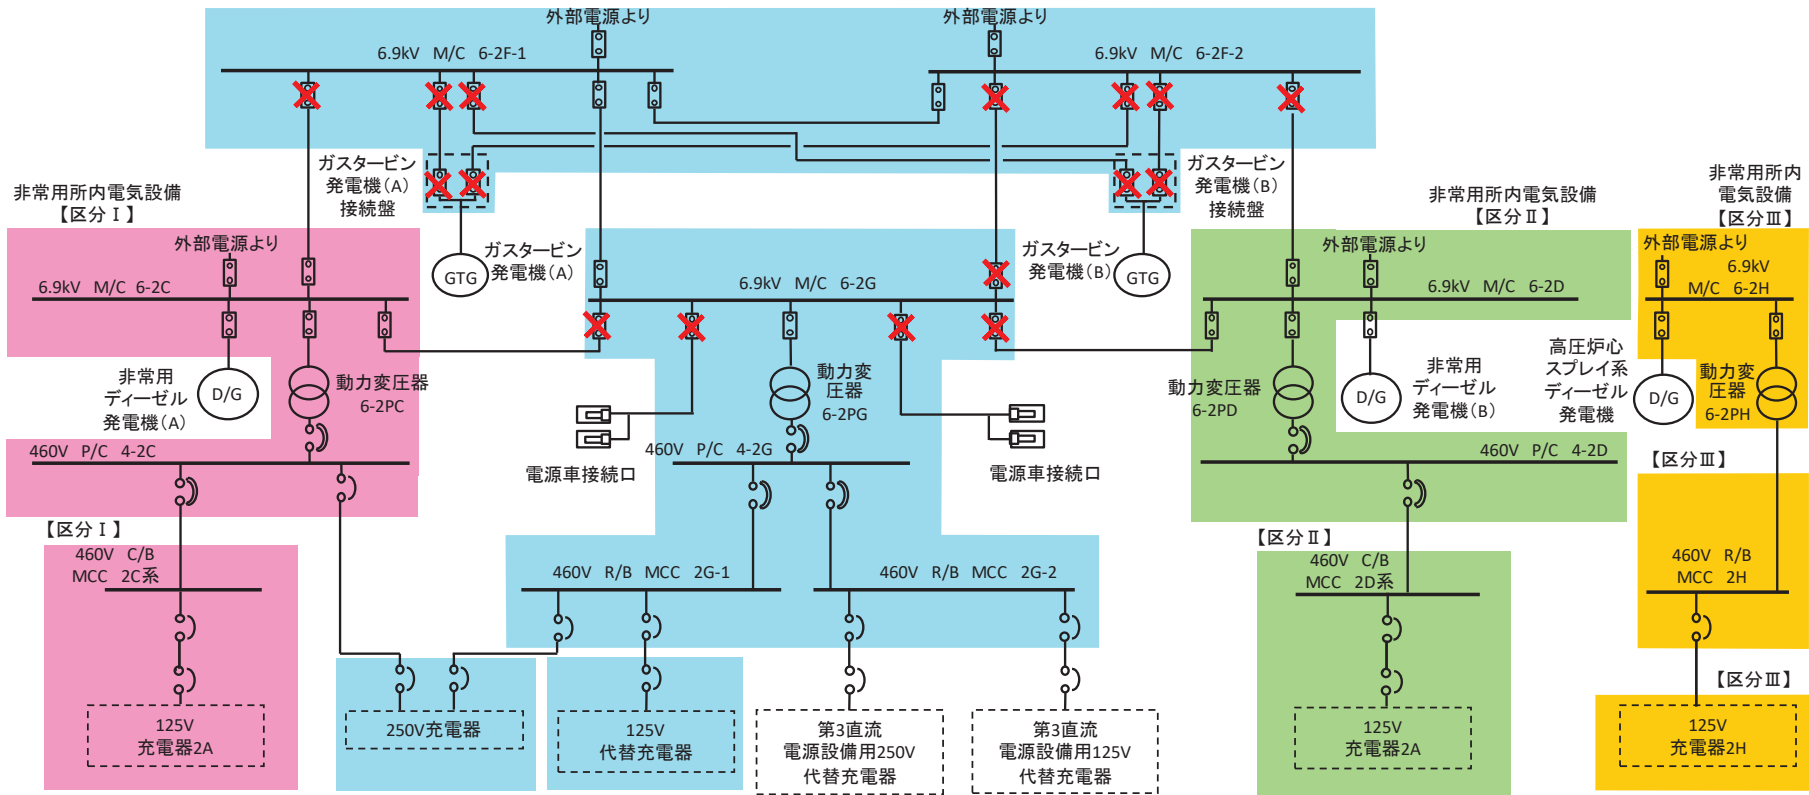 外部電源より
外部電源より
6.9kV M/C 6-2F-1
6.9kV M/C 6-2F-2
ガスタービン
発電機(A)
接続盤
ガスタービン
発電機(B)
接続盤
非常用所内電気設備
【区分Ⅰ】
非常用所内電気設備
【区分Ⅱ】
非常用所内
電気設備
【区分Ⅲ】
外部電源より
6.9kV M/C 6-2C
GTG
ガスタービン
発電機(A)
6.9kV M/C 6-2G
ガスタービン
発電機(B)
GTG
外部電源より
6.9kV M/C 6-2D
外部電源より
6.9kV
M/C 6-2H
非常用
ディーゼル
発電機(A)
D/G
動力変圧器
6-2PC
動力変
圧器
6-2PG
動力変圧器
6-2PD
D/G
非常用
ディーゼル
発電機(B)
高圧炉心
スプレイ系
ディーゼル
発電機
D/G
動力変
圧器
6-2PH
460V P/C 4-2C
電源車接続口
460V P/C 4-2G
電源車接続口
460V P/C 4-2D
【区分Ⅲ】
【区分Ⅰ】
460V C/B
MCC 2C系
460V R/B MCC 2G-1
460V R/B MCC 2G-2
【区分Ⅱ】
460V C/B
MCC 2D系
460V R/B
MCC 2H
【区分Ⅲ】
125V
充電器2A
250V充電器
125V
代替充電器
第3直流
電源設備用250V
代替充電器
第3直流
電源設備用125V
代替充電器
125V
充電器2A
125V
充電器2H